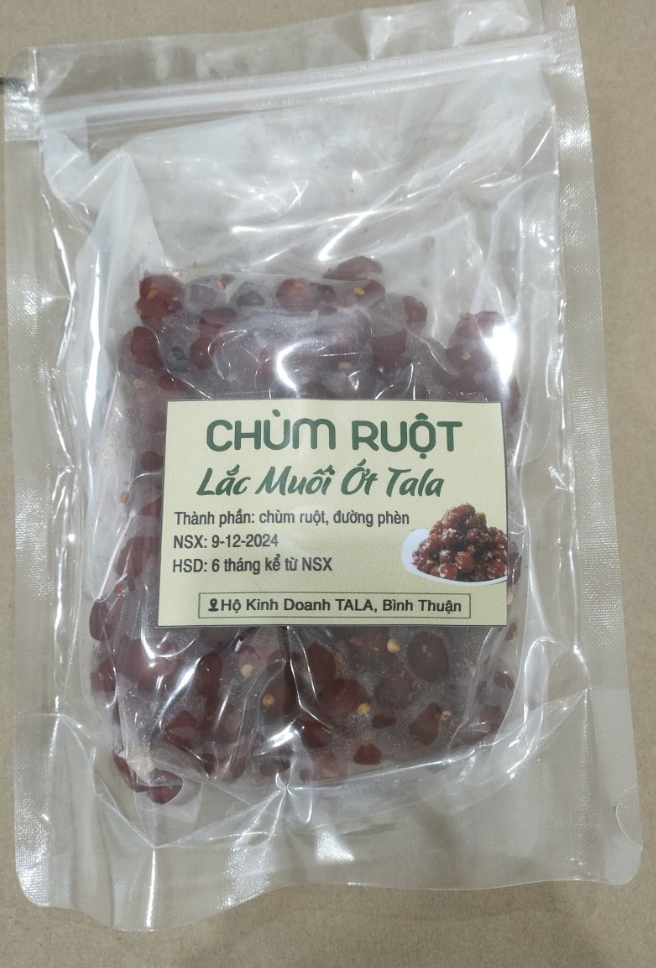 CHÙM RUỘT
Lắc Muối Ớt Tala
Thành phần: chùm ruột, đường phèn
NSX: 9-12-2024
HSD: 6 tháng kể từ NSX
Hộ Kinh Doanh TALA, Bình Thuận